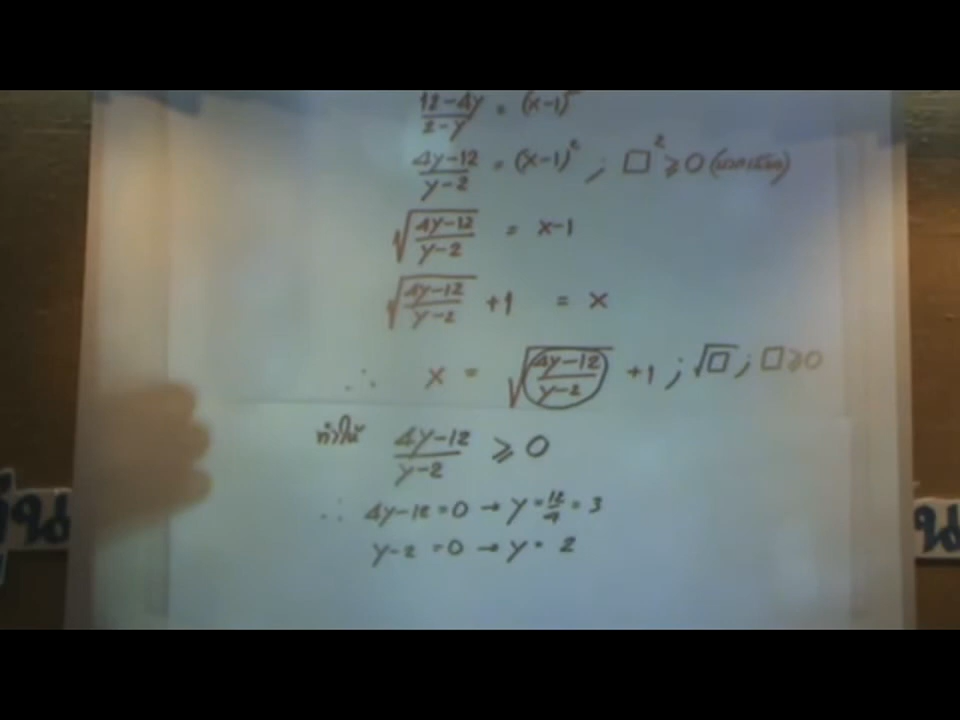 12-4y/2-y = (x-1)²
4y-12/y-2 = (x-1)² ; □² ≥ 0
√(4y-12/y-2) = x-1
√(4y-12/y-2) +1 = x
∴ x = √(4y-12/y-2) +1 ; √□ ; □ ≥ 0
ทำให้ 4y-12/y-2 ≥ 0
∴ 4y-12 = 0 → y = 12/4 = 3
y-2 = 0 → y = 2